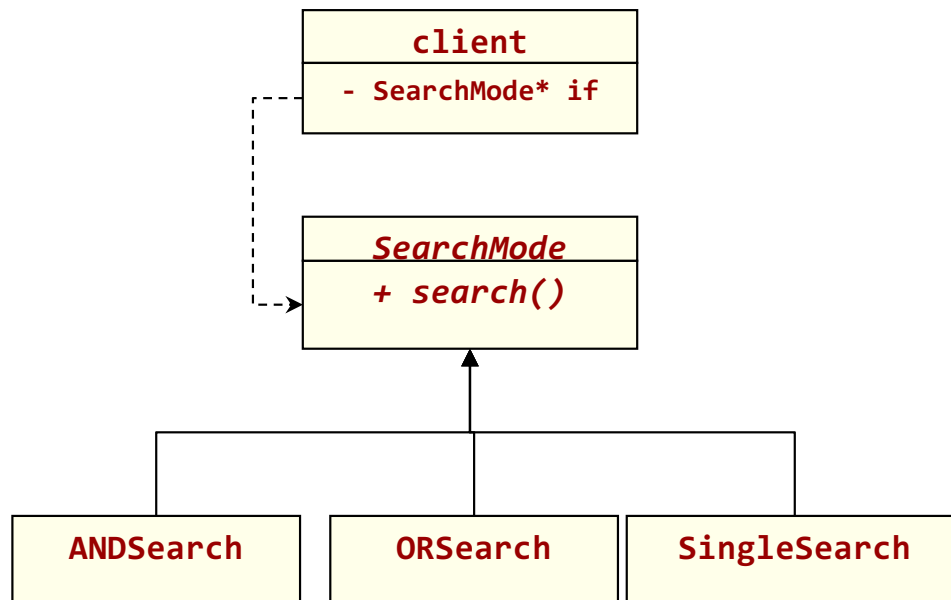 client
- SearchMode* if
SearchMode
+ search()
ANDSearch
ORSearch
SingleSearch